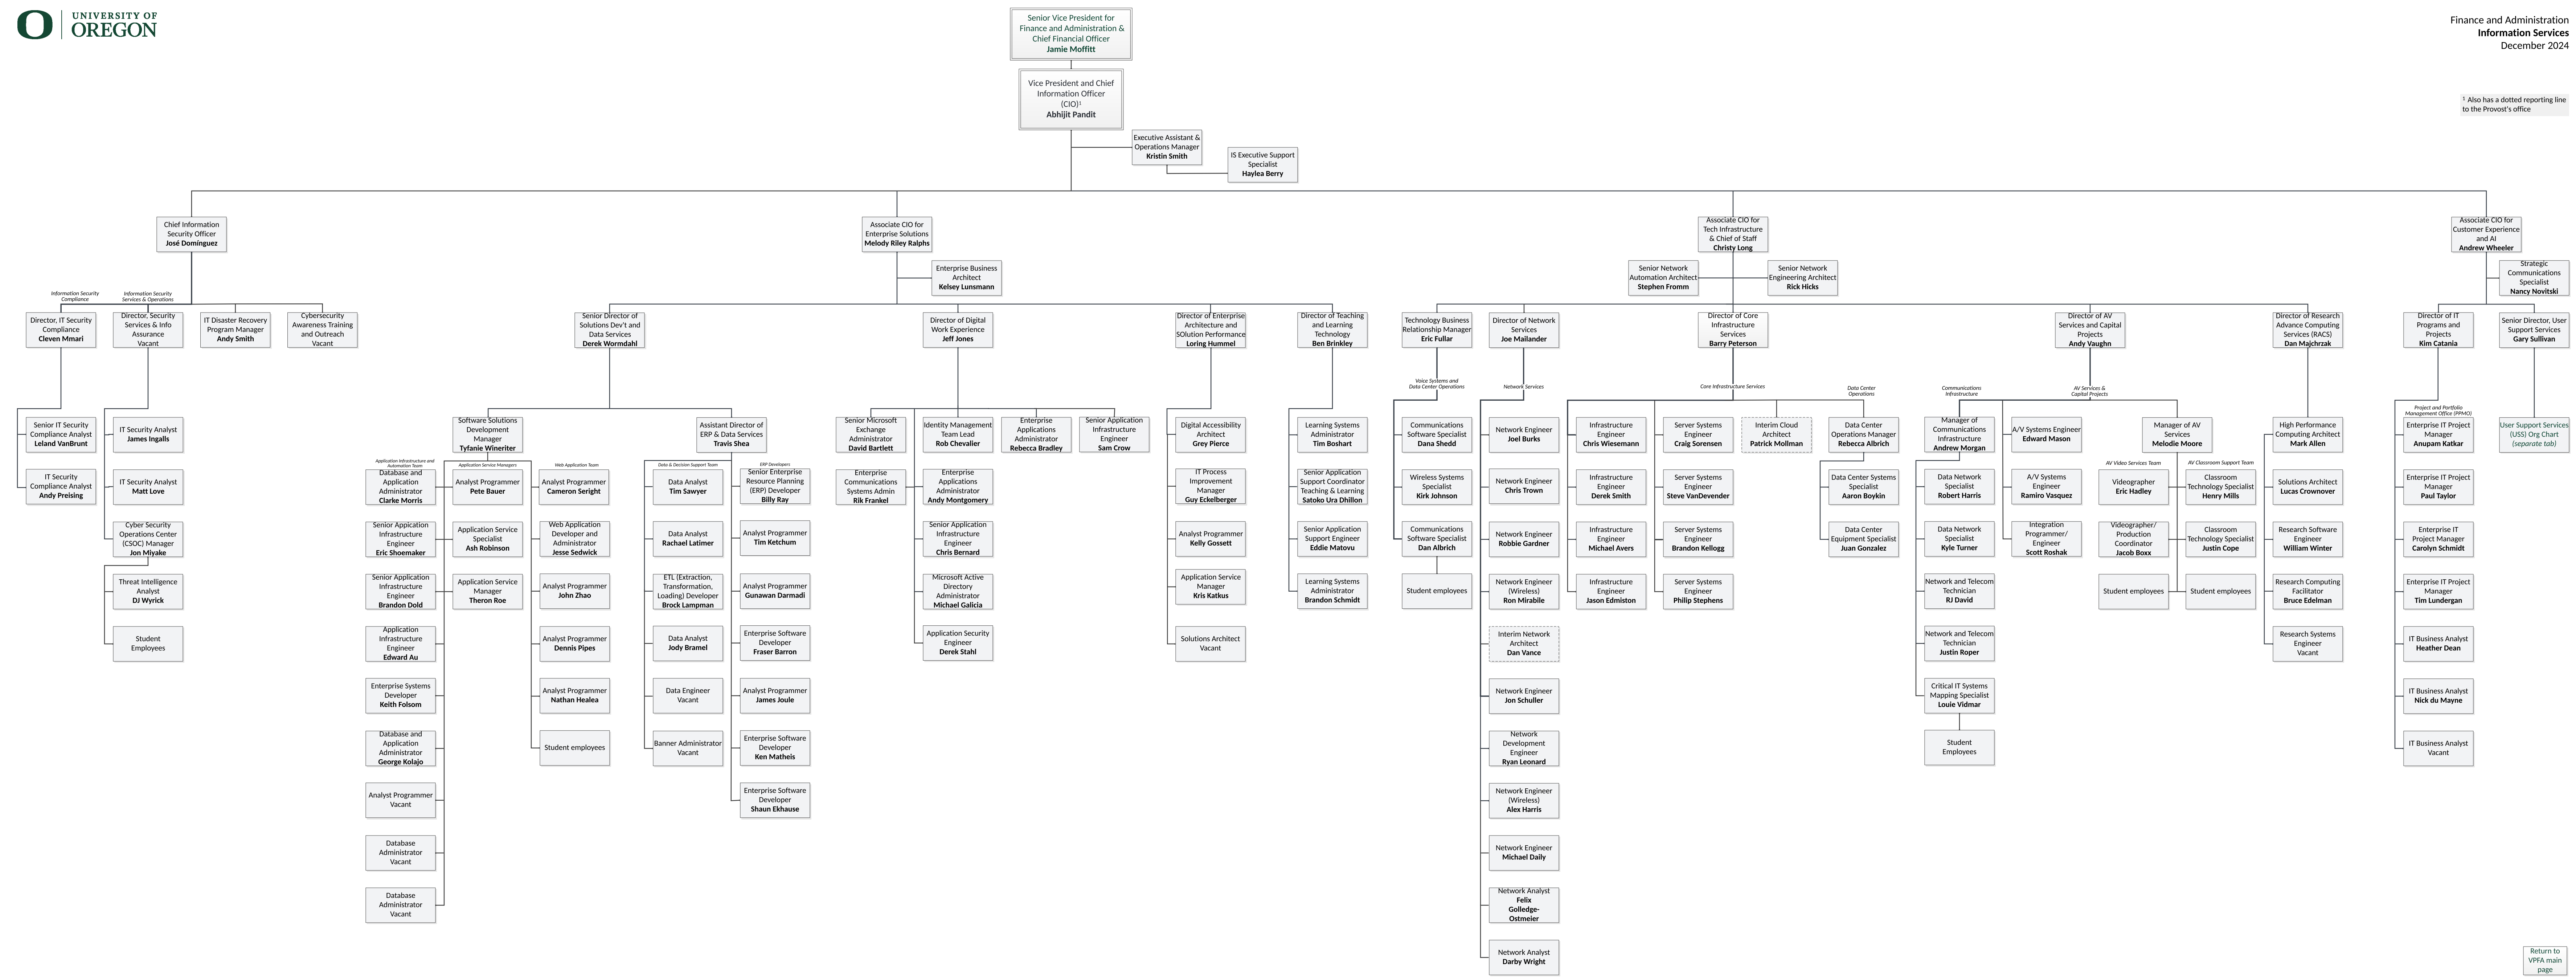 UNIVERSITY OF
OREGON
Senior Vice President for
Finance and Administration &
Chief Financial Officer
Jamie Moffitt
Finance and Administration
Information Services
December 2024
Vice President and Chief
Information Officer
(CIO)¹
Abhijit Pandit
¹ Also has a dotted reporting line
to the Provost's office
Executive Assistant &
Operations Manager
Kristin Smith
IS Executive Support
Specialist
Haylea Berry
Chief Information
Security Officer
José Domínguez
Associate CIO for
Enterprise Solutions
Melody Riley Ralphs
Associate CIO for
Tech Infrastructure
& Chief of Staff
Christy Long
Associate CIO for
Customer Experience
and AI
Andrew Wheeler
Enterprise Business
Architect
Kelsey Lunsmann
Senior Network
Automation Architect
Stephen Fromm
Senior Network
Engineering Architect
Rick Hicks
Strategic
Communications
Specialist
Nancy Novitski
Information Security
Compliance
Information Security
Services & Operations
Director, IT Security
Compliance
Cleven Mmari
Director, Security
Services & Info
Assurance
Vacant
IT Disaster Recovery
Program Manager
Andy Smith
Cybersecurity
Awareness Training
and Outreach
Vacant
Senior Director of
Solutions Dev't and
Data Services
Derek Wormdahl
Director of Digital
Work Experience
Jeff Jones
Director of Enterprise
Architecture and
SOlution Performance
Loring Hummel
Director of Teaching
and Learning
Technology
Ben Brinkley
Technology Business
Relationship Manager
Eric Fullar
Director of Network
Services
Joe Mailander
Director of Core
Infrastructure
Services
Barry Peterson
Director of AV
Services and Capital
Projects
Andy Vaughn
Director of Research
Advance Computing
Services (RACS)
Dan Majchrzak
Director of IT
Programs and
Projects
Kim Catania
Senior Director, User
Support Services
Gary Sullivan
Voice Systems and
Data Center Operations
Network Services
Core Infrastructure Services
Data Center
Operations
Communications
Infrastructure
AV Services &
Capital Projects
Project and Portfolio
Management Office (PPMO)
Senior IT Security
Compliance Analyst
Leland VanBrunt
IT Security
Compliance Analyst
Andy Preising
IT Security Analyst
James Ingalls
IT Security Analyst
Matt Love
Cyber Security
Operations Center
(CSOC) Manager
Jon Miyake
Threat Intelligence
Analyst
DJ Wyrick
Student
Employees
Software Solutions
Development
Manager
Tyfanie Wineriter
Assistant Director of
ERP & Data Services
Travis Shea
Application Infrastructure and
Automation Team
Application Service Managers
Web Application Team
Data & Decision Support Team
ERP Developers
Database and
Application
Administrator
Clarke Morris
Senior Appication
Infrastructure
Engineer
Eric Shoemaker
Senior Application
Infrastructure
Engineer
Brandon Dold
Application
Infrastructure
Engineer
Edward Au
Enterprise Systems
Developer
Keith Folsom
Database and
Application
Administrator
George Kolajo
Analyst Programmer
Vacant
Database
Administrator
Vacant
Database
Administrator
Vacant
Analyst Programmer
Pete Bauer
Application Service
Specialist
Ash Robinson
Application Service
Manager
Theron Roe
Analyst Programmer
Cameron Seright
Web Application
Developer and
Administrator
Jesse Sedwick
Analyst Programmer
John Zhao
Analyst Programmer
Dennis Pipes
Analyst Programmer
Nathan Healea
Student employees
Data Analyst
Tim Sawyer
Data Analyst
Rachael Latimer
ETL (Extraction,
Transformation,
Loading) Developer
Brock Lampman
Data Analyst
Jody Bramel
Data Engineer
Vacant
Banner Administrator
Vacant
Senior Enterprise
Resource Planning
(ERP) Developer
Billy Ray
Analyst Programmer
Tim Ketchum
Analyst Programmer
Gunawan Darmadi
Enterprise Software
Developer
Fraser Barron
Analyst Programmer
James Joule
Enterprise Software
Developer
Ken Matheis
Enterprise Software
Developer
Shaun Ekhause
Senior Microsoft
Exchange
Administrator
David Bartlett
Enterprise
Communications
Systems Admin
Rik Frankel
Identity Management
Team Lead
Rob Chevalier
Enterprise
Applications
Administrator
Andy Montgomery
Senior Application
Infrastructure
Engineer
Chris Bernard
Microsoft Active
Directory
Administrator
Michael Galicia
Application Security
Engineer
Derek Stahl
Enterprise
Applications
Administrator
Rebecca Bradley
Senior Application
Infrastructure
Engineer
Sam Crow
Digital Accessibility
Architect
Grey Pierce
IT Process
Improvement
Manager
Guy Eckelberger
Analyst Programmer
Kelly Gossett
Application Service
Manager
Kris Katkus
Solutions Architect
Vacant
Learning Systems
Administrator
Tim Boshart
Senior Application
Support Coordinator
Teaching & Learning
Satoko Ura Dhillon
Senior Application
Support Engineer
Eddie Matovu
Learning Systems
Administrator
Brandon Schmidt
Communications
Software Specialist
Dana Shedd
Wireless Systems
Specialist
Kirk Johnson
Communications
Software Specialist
Dan Albrich
Student employees
Network Engineer
Joel Burks
Network Engineer
Chris Trown
Network Engineer
Robbie Gardner
Network Engineer
(Wireless)
Ron Mirabile
Interim Network
Architect
Dan Vance
Network Engineer
Jon Schuller
Network
Development
Engineer
Ryan Leonard
Network Engineer
(Wireless)
Alex Harris
Network Engineer
Michael Daily
Network Analyst
Felix
Golledge-
Ostmeier
Network Analyst
Darby Wright
Infrastructure
Engineer
Chris Wiesemann
Infrastructure
Engineer
Derek Smith
Infrastructure
Engineer
Michael Avers
Infrastructure
Engineer
Jason Edmiston
Server Systems
Engineer
Craig Sorensen
Server Systems
Engineer
Steve VanDevender
Server Systems
Engineer
Brandon Kellogg
Server Systems
Engineer
Philip Stephens
Interim Cloud
Architect
Patrick Mollman
Data Center
Operations Manager
Rebecca Albrich
Data Center Systems
Specialist
Aaron Boykin
Data Center
Equipment Specialist
Juan Gonzalez
Manager of
Communications
Infrastructure
Andrew Morgan
Data Network
Specialist
Robert Harris
Data Network
Specialist
Kyle Turner
Network and Telecom
Technician
RJ David
Network and Telecom
Technician
Justin Roper
Critical IT Systems
Mapping Specialist
Louie Vidmar
Student
Employees
A/V Systems Engineer
Edward Mason
A/V Systems
Engineer
Ramiro Vasquez
Integration
Programmer/
Engineer
Scott Roshak
Manager of AV
Services
Melodie Moore
AV Video Services Team
AV Classroom Support Team
Videographer
Eric Hadley
Videographer/
Production
Coordinator
Jacob Boxx
Student employees
Classroom
Technology Specialist
Henry Mills
Classroom
Technology Specialist
Justin Cope
Student employees
High Performance
Computing Architect
Mark Allen
Solutions Architect
Lucas Crownover
Research Software
Engineer
William Winter
Research Computing
Facilitator
Bruce Edelman
Research Systems
Engineer
Vacant
Enterprise IT Project
Manager
Anupam Katkar
Enterprise IT Project
Manager
Paul Taylor
Enterprise IT
Project Manager
Carolyn Schmidt
Enterprise IT Project
Manager
Tim Lundergan
IT Business Analyst
Heather Dean
IT Business Analyst
Nick du Mayne
IT Business Analyst
Vacant
User Support Services
(USS) Org Chart
(separate tab)
Return to
VPFA main
page